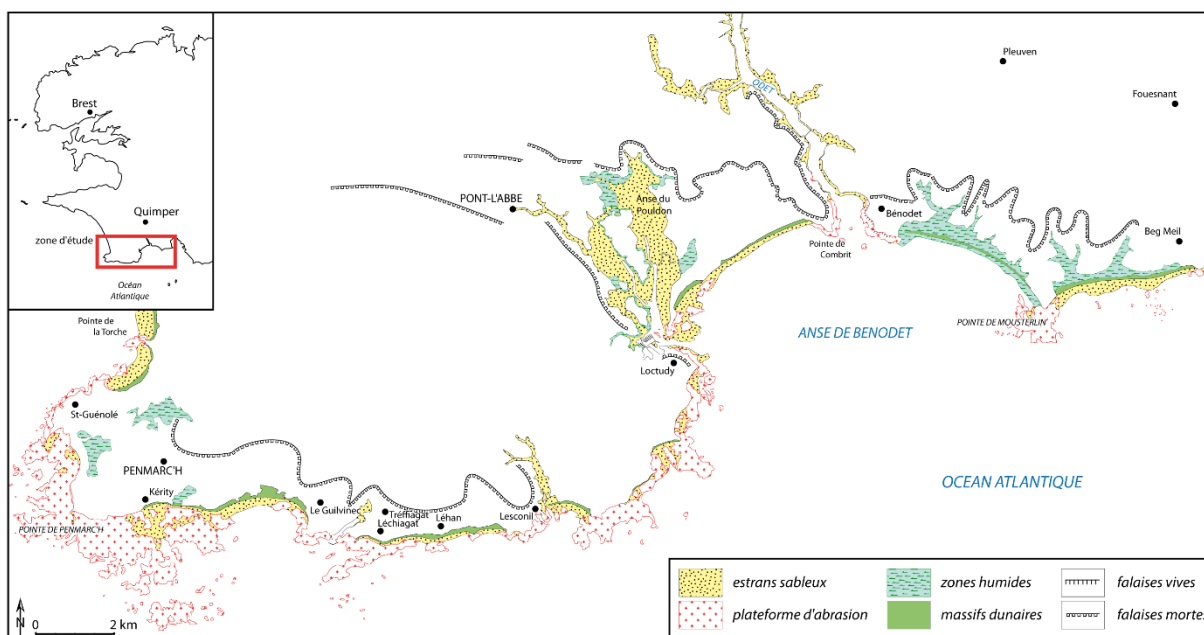 Brest
Quimper
zone d'étude
Océan
Atlantique
Pleuven
Fouesnant
ODET
PONT-L'ABBE
Anse du
Pouldon
Bénodet
Beg Meil
Pointe de
Combrit
Pointe de
la Torche
ANSE DE BENODET
POINTE DE MOUSTERLIN
Loctudy
St-Guénolé
PENMARC'H
OCEAN ATLANTIQUE
Kérity
Le Guilvinec
Treffiagat
Léchiagat
Léhan
Lesconil
POINTE DE PENMARC'H
estrans sableux
zones humides
falaises vives
plateforme d'abrasion
massifs dunaires
falaises mortes
N
0
2 km